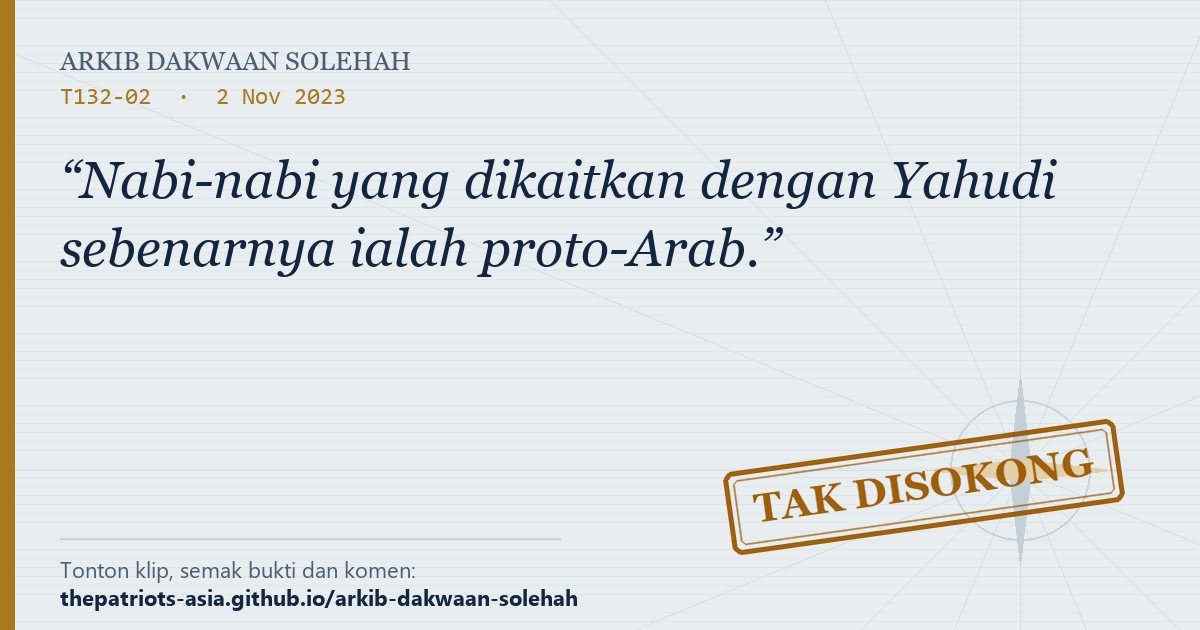 ARKIB DAKWAAN SOLEHAH
T132-02 · 2 Nov 2023
“Nabi-nabi yang dikaitkan dengan Yahudi
sebenarnya ialah proto-Arab.”
TAK DISOKONG
Tonton klip, semak bukti dan komen:
thepatriots-asia.github.io/arkib-dakwaan-solehah